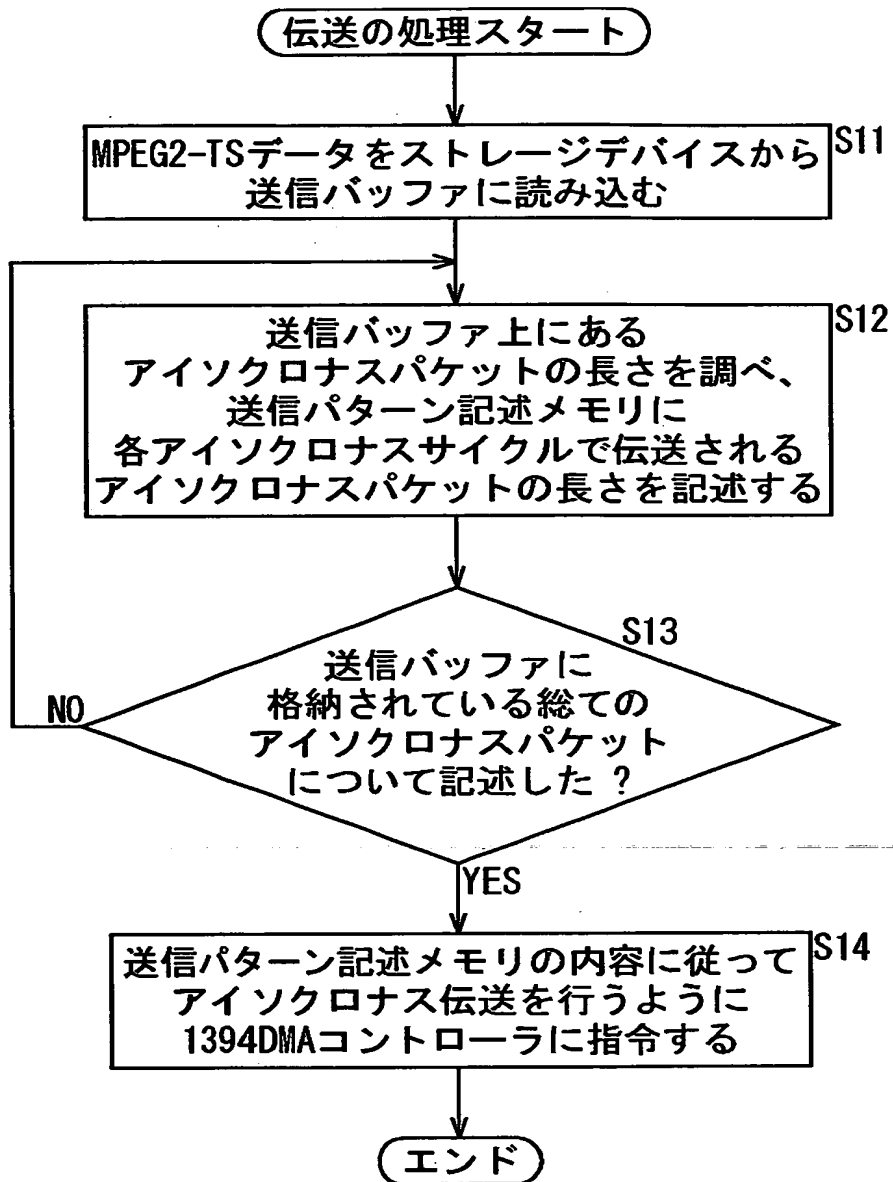 伝送の処理スタート
S11
MPEG2-TSデータをストレージデバイスから
送信バッファに読み込む
S12
送信バッファ上にある
アイソクロナスパケットの長さを調べ、
送信パターン記述メモリに
各アイソクロナスサイクルで伝送される
アイソクロナスパケットの長さを記述する
S13
送信バッファに
格納されている総ての
アイソクロナスパケット
について記述した ?
NO
YES
S14
送信パターン記述メモリの内容に従って
アイソクロナス伝送を行うように
1394DMAコントローラに指令する
エンド